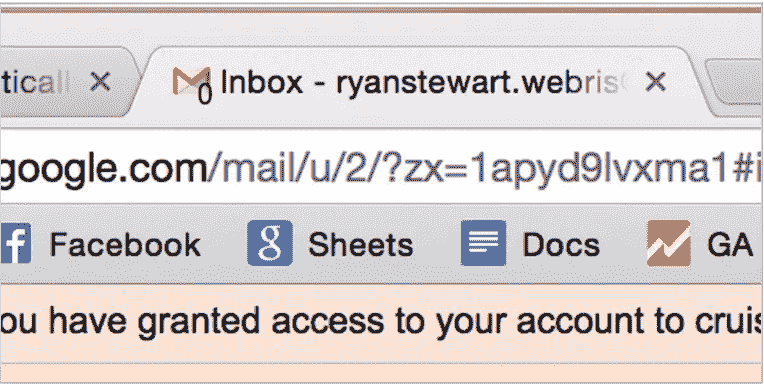 ticall × 0 Inbox - ryanstewart.webris ×
google.com/mail/u/2/?zx=1apyd9lvxma1#i
f Facebook g Sheets Docs GA
ou have granted access to your account to cruis